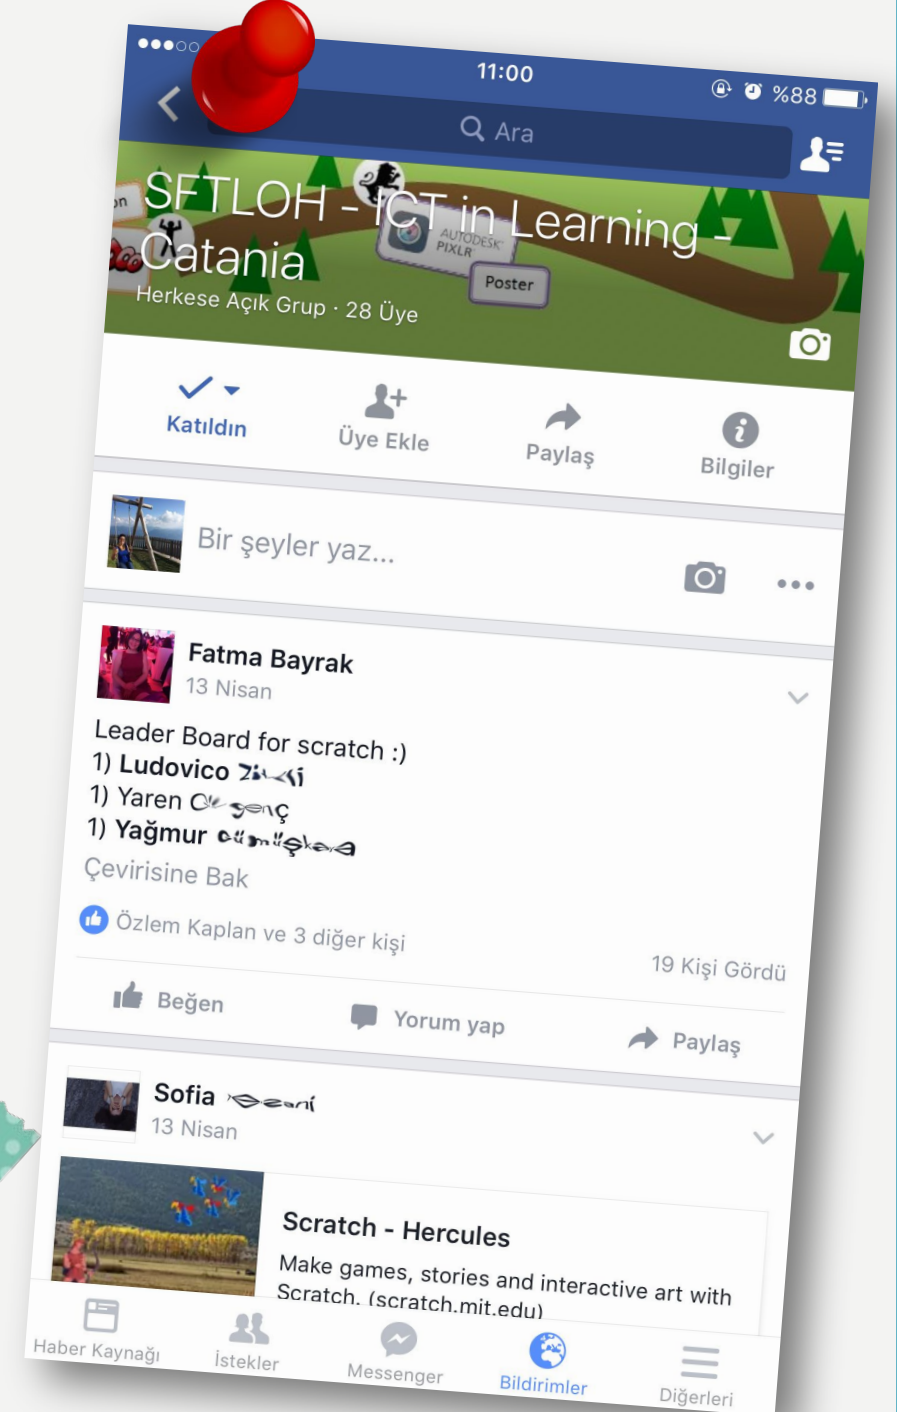 11:00
%88
Ara
SFTLOH - ICT in Learning -
Catania
AUTODESK
PIXLR
Poster
Herkese Açık Grup · 28 Üye
Katıldın
Üye Ekle
Paylaş
Bilgiler
Bir şeyler yaz...
Fatma Bayrak
13 Nisan
Leader Board for scratch :)
1) Ludovico
1) Yaren
1) Yağmur
Çevirisine Bak
Özlem Kaplan ve 3 diğer kişi
19 Kişi Gördü
Beğen
Yorum yap
Paylaş
Sofia
13 Nisan
Scratch - Hercules
Make games, stories and interactive art with
Scratch. (scratch.mit.edu)
Haber Kaynağı
İstekler
Messenger
Bildirimler
Diğerleri